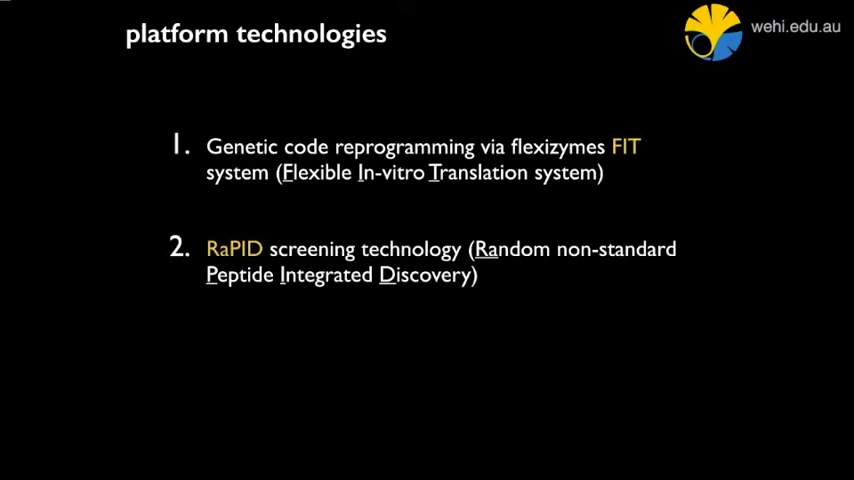 platform technologies
wehi.edu.au
1. Genetic code reprogramming via flexizymes FIT
system (Flexible In-vitro Translation system)
2. RaPID screening technology (Random non-standard
Peptide Integrated Discovery)